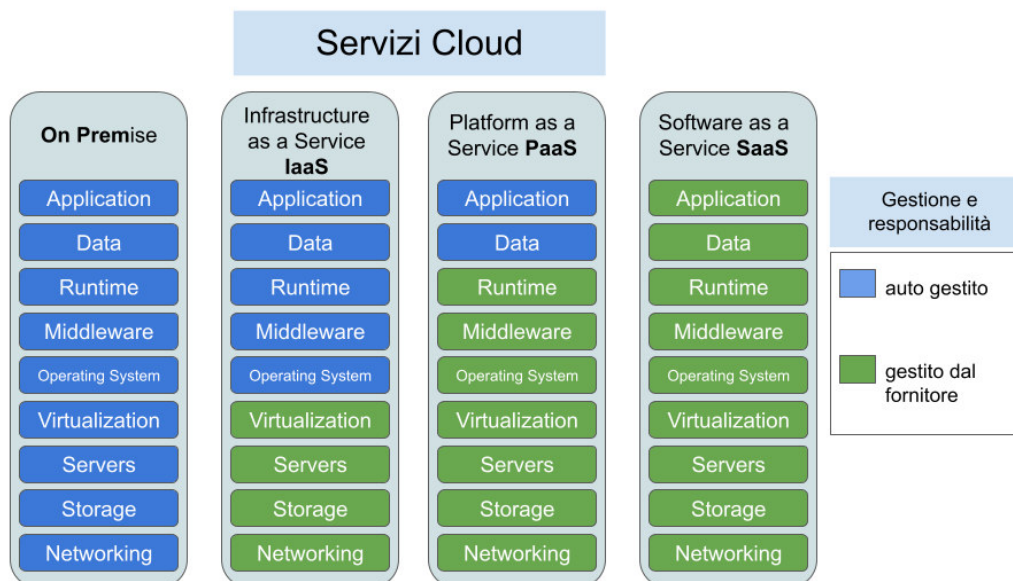 Servizi Cloud
On Premise
Application
Data
Runtime
Middleware
Operating System
Virtualization
Servers
Storage
Networking
Infrastructure
as a Service
IaaS
Application
Data
Runtime
Middleware
Operating System
Virtualization
Servers
Storage
Networking
Platform as a
Service PaaS
Application
Data
Runtime
Middleware
Operating System
Virtualization
Servers
Storage
Networking
Software as a
Service SaaS
Application
Data
Runtime
Middleware
Operating System
Virtualization
Servers
Storage
Networking
Gestione e
responsabilità
auto gestito
gestito dal
fornitore